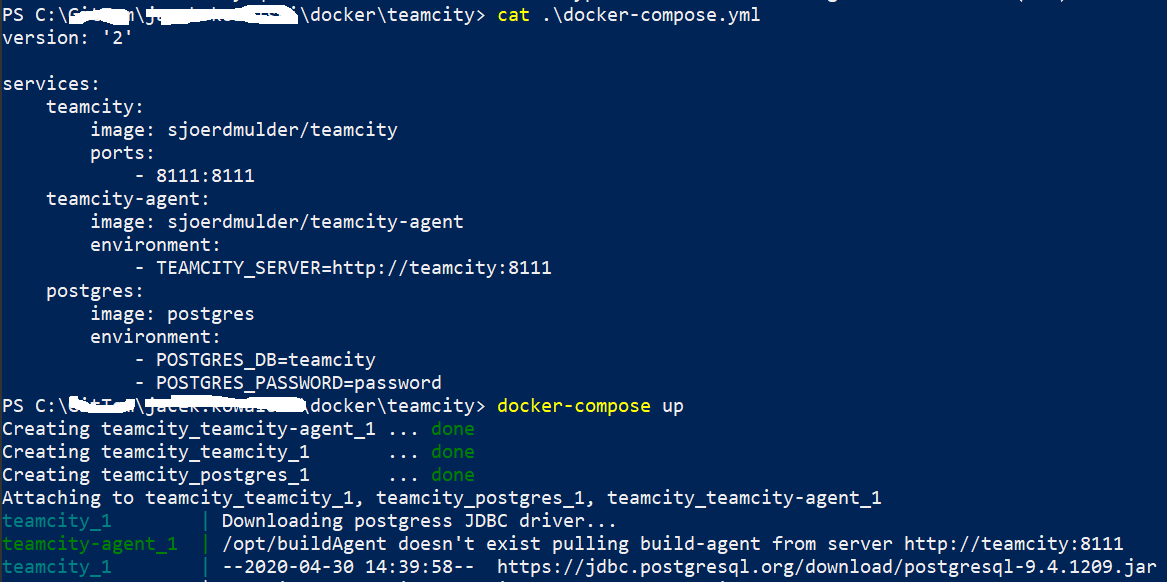 PS C:\ \docker\teamcity> cat .\docker-compose.yml
version: '2'
services:
    teamcity:
        image: sjoerdmulder/teamcity
        ports:
            - 8111:8111
    teamcity-agent:
        image: sjoerdmulder/teamcity-agent
        environment:
            - TEAMCITY_SERVER=http://teamcity:8111
    postgres:
        image: postgres
        environment:
            - POSTGRES_DB=teamcity
            - POSTGRES_PASSWORD=password
PS C:\ \docker\teamcity> docker-compose up
Creating teamcity_teamcity-agent_1 ... done
Creating teamcity_teamcity_1       ... done
Creating teamcity_postgres_1       ... done
Attaching to teamcity_teamcity_1, teamcity_postgres_1, teamcity_teamcity-agent_1
teamcity_1        | Downloading postgress JDBC driver...
teamcity-agent_1  | /opt/buildAgent doesn't exist pulling build-agent from server http://teamcity:8111
teamcity_1        | --2020-04-30 14:39:58--  https://jdbc.postgresql.org/download/postgresql-9.4.1209.jar